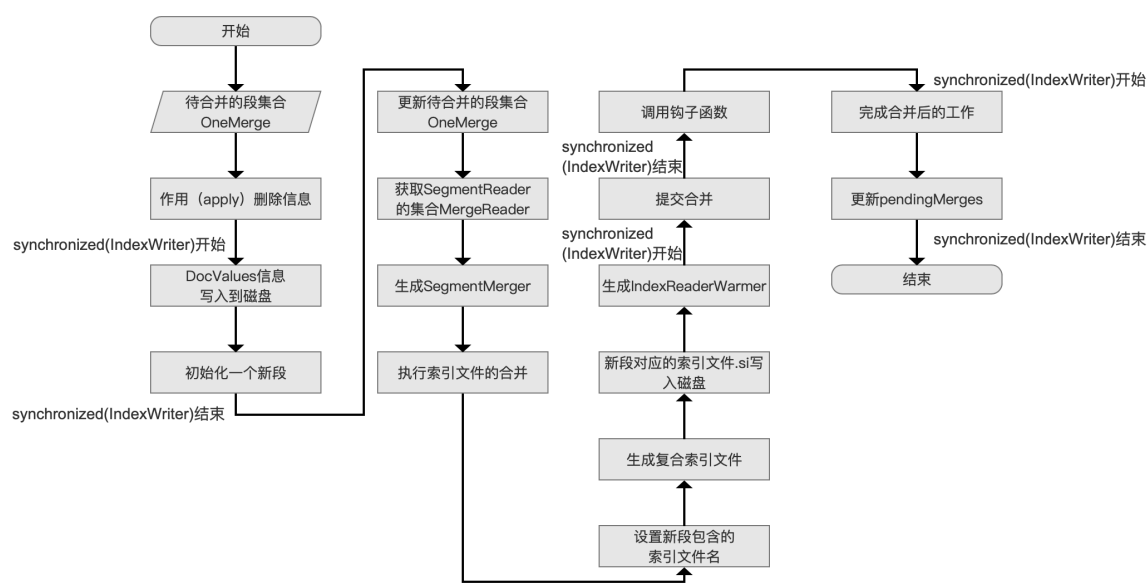 开始
待合并的段集合
OneMerge
作用（apply）删除信息
synchronized(IndexWriter)开始
DocValues信息
写入到磁盘
初始化一个新段
synchronized(IndexWriter)结束
更新待合并的段集合
OneMerge
获取SegmentReader
的集合MergeReader
生成SegmentMerger
执行索引文件的合并
设置新段包含的
索引文件名
生成复合索引文件
新段对应的索引文件.si写
入磁盘
生成IndexReaderWarmer
synchronized
(IndexWriter)开始
提交合并
synchronized
(IndexWriter)结束
调用钩子函数
synchronized(IndexWriter)开始
完成合并后的工作
更新pendingMerges
synchronized(IndexWriter)结束
结束